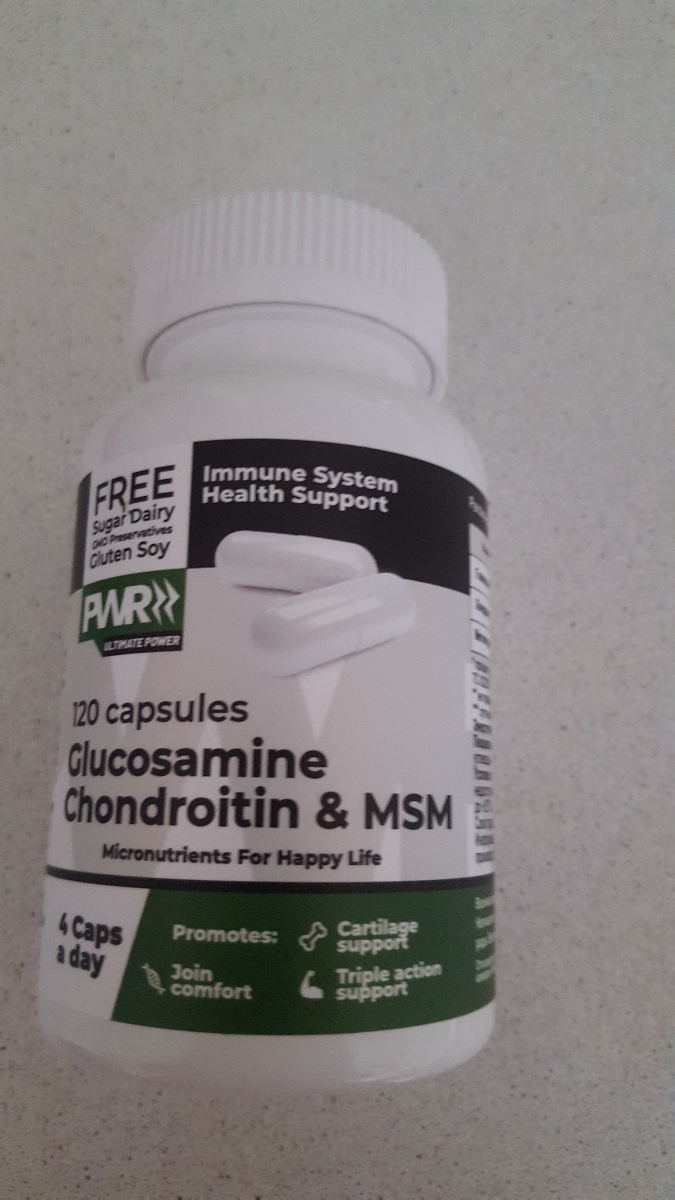 FREE
Sugar Dairy
GMO Preservatives
Gluten Soy
Immune System
Health Support
PWR
ULTIMATE POWER
120 capsules
Glucosamine
Chondroitin & MSM
Micronutrients For Happy Life
4 Caps
a day
Promotes:
Cartilage
support
Join
comfort
Triple action
support